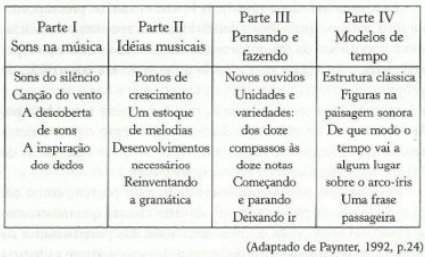 Parte I
Sons na música
Parte II
Idéias musicais
Parte III
Pensando e
fazendo
Parte IV
Modelos de
tempo
Sons do silêncio
Canção do vento
A descoberta
de sons
A inspiração
dos dedos
Pontos de
crescimento
Um estoque
de melodias
Desenvolvimentos
necessários
Reinventando
a gramática
Novos ouvidos
Unidades e
variedades:
dos doze
compassos às
doze notas
Começando
e parando
Deixando ir
Estrutura clássica
Figuras na
paisagem sonora
De que modo o
tempo vai a
algum lugar
sobre o arco-íris
Uma frase
passageira
(Adaptado de Paynter, 1992, p.24)